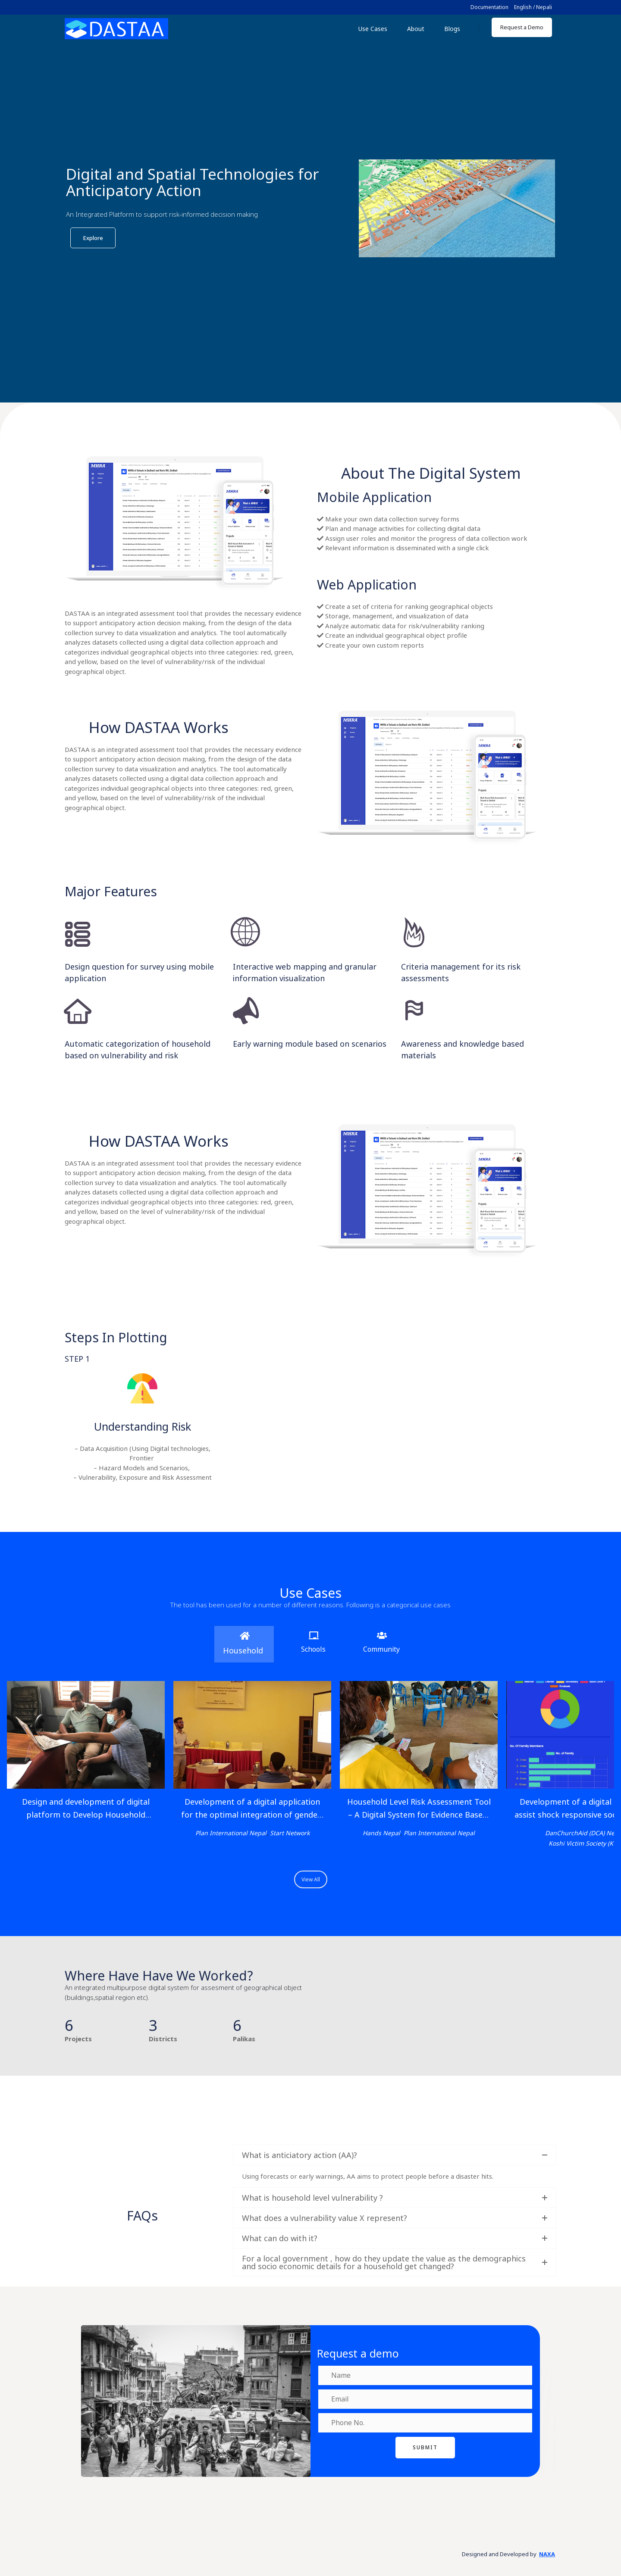 Documentation English / Nepali
DASTAA
Use Cases About Blogs Request a Demo
Digital and Spatial Technologies for
Anticipatory Action
An Integrated Platform to support risk-informed decision making
Explore
DASTAA is an integrated assessment tool that provides the necessary evidence
to support anticipatory action decision making, from the design of the data
collection survey to data visualization and analytics. The tool automatically
analyzes datasets collected using a digital data collection approach and
categorizes individual geographical objects into three categories: red, green,
and yellow, based on the level of vulnerability/risk of the individual
geographical object.
About The Digital System
Mobile Application
Make your own data collection survey forms
Plan and manage activities for collecting digital data
Assign user roles and monitor the progress of data collection work
Relevant information is disseminated with a single click
Web Application
Create a set of criteria for ranking geographical objects
Storage, management, and visualization of data
Analyze automatic data for risk/vulnerability ranking
Create an individual geographical object profile
Create your own custom reports
How DASTAA Works
DASTAA is an integrated assessment tool that provides the necessary evidence
to support anticipatory action decision making, from the design of the data
collection survey to data visualization and analytics. The tool automatically
analyzes datasets collected using a digital data collection approach and
categorizes individual geographical objects into three categories: red, green,
and yellow, based on the level of vulnerability/risk of the individual
geographical object.
Major Features
Design question for survey using mobile
application
Interactive web mapping and granular
information visualization
Criteria management for its risk
assessments
Automatic categorization of household
based on vulnerability and risk
Early warning module based on scenarios
Awareness and knowledge based
materials
How DASTAA Works
DASTAA is an integrated assessment tool that provides the necessary evidence
to support anticipatory action decision making, from the design of the data
collection survey to data visualization and analytics. The tool automatically
analyzes datasets collected using a digital data collection approach and
categorizes individual geographical objects into three categories: red, green,
and yellow, based on the level of vulnerability/risk of the individual
geographical object.
Steps In Plotting
STEP 1
Understanding Risk
– Data Acquisition (Using Digital technologies,
Frontier
– Hazard Models and Scenarios,
– Vulnerability, Exposure and Risk Assessment
Use Cases
The tool has been used for a number of different reasons. Following is a categorical use cases
Household
Schools
Community
Design and development of digital
platform to Develop Household...
Development of a digital application
for the optimal integration of gende...
Plan International Nepal Start Network
Household Level Risk Assessment Tool
– A Digital System for Evidence Base...
Hands Nepal Plan International Nepal
No. of Family Members
Development of a digital
assist shock responsive soc
DanChurchAid (DCA) Ne
Koshi Victim Society (K
View All
Where Have Have We Worked?
An integrated multipurpose digital system for assesment of geographical object
(buildings,spatial region etc)
6 3 6
Projects Districts Palikas
FAQs
What is anticiatory action (AA)?
Using forecasts or early warnings, AA aims to protect people before a disaster hits.
What is household level vulnerability ?
What does a vulnerability value X represent?
What can do with it?
For a local government , how do they update the value as the demographics
and socio economic details for a household get changed?
Request a demo
Name
Email
Phone No.
SUBMIT
Designed and Developed by NAXA